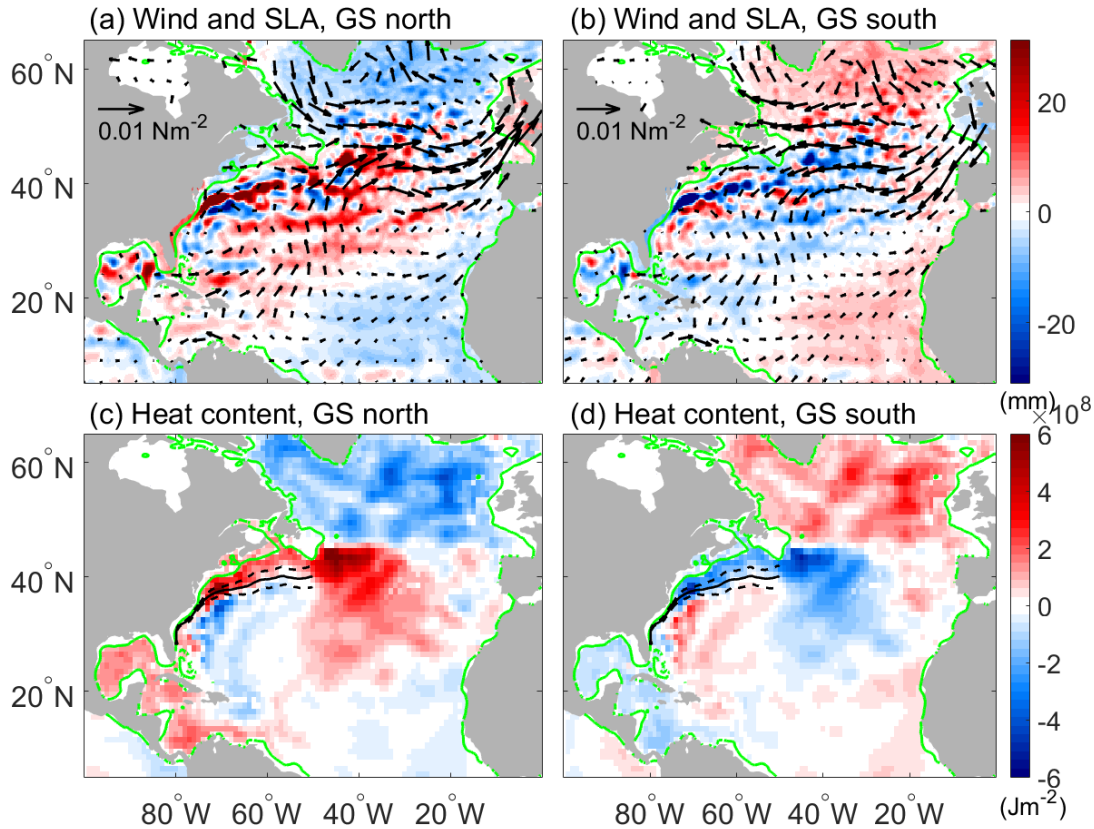 (a) Wind and SLA, GS north
(b) Wind and SLA, GS south
60°N
40°N
20°N
0.01 Nm-2
0.01 Nm-2
20
0
-20
(mm)
(c) Heat content, GS north
(d) Heat content, GS south
×10^8
60°N
40°N
20°N
6
4
2
0
-2
-4
-6
(Jm-2)
80°W 60°W 40°W 20°W
80°W 60°W 40°W 20°W